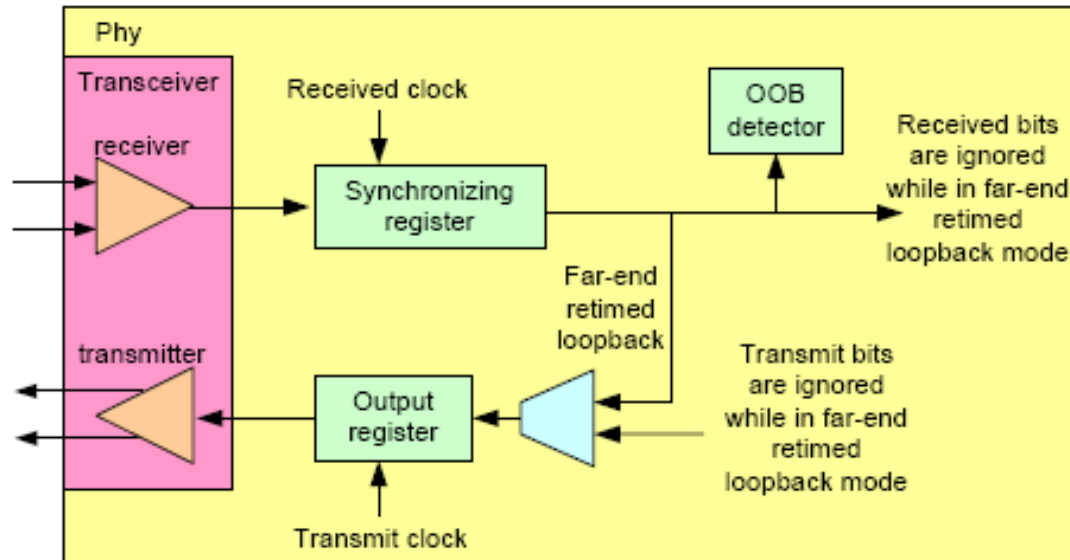 Phy
Transceiver
receiver
Received clock
Synchronizing
register
OOB
detector
Received bits
are ignored
while in far-end
retimed
loopback mode
Far-end
retimed
loopback
transmitter
Output
register
Transmit clock
Transmit bits
are ignored
while in far-end
retimed
loopback mode